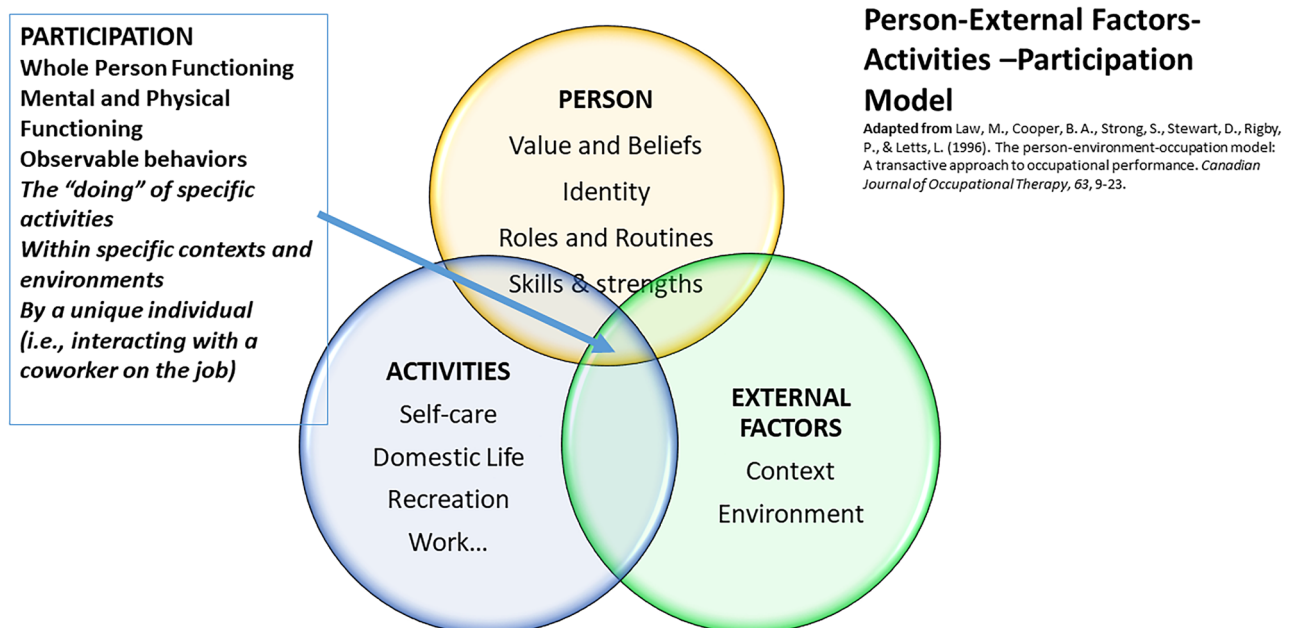 PARTICIPATION
Whole Person Functioning
Mental and Physical
Functioning
Observable behaviors
The “doing” of specific
activities
Within specific contexts and
environments
By a unique individual
(i.e., interacting with a
coworker on the job)
PERSON
Value and Beliefs
Identity
Roles and Routines
Skills & strengths
ACTIVITIES
Self-care
Domestic Life
Recreation
Work...
EXTERNAL
FACTORS
Context
Environment
Person-External Factors-
Activities –Participation
Model
Adapted from Law, M., Cooper, B. A., Strong, S., Stewart, D., Rigby,
P., & Letts, L. (1996). The person-environment-occupation model:
A transactive approach to occupational performance. Canadian
Journal of Occupational Therapy, 63, 9-23.